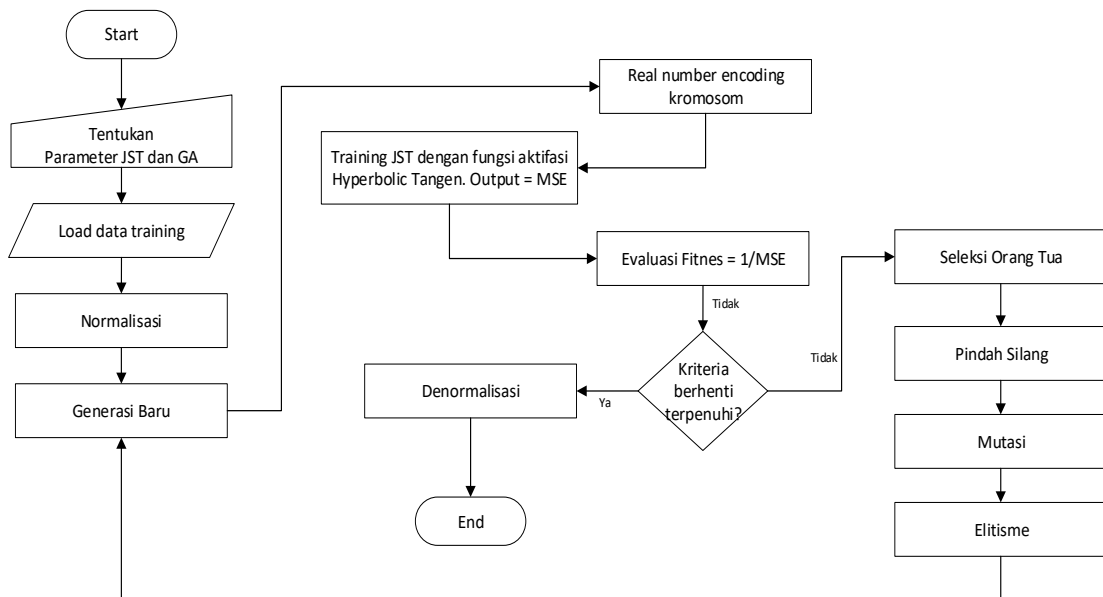 Start
Tentukan
Parameter JST dan GA
Load data training
Normalisasi
Generasi Baru
Real number encoding
kromosom
Training JST dengan fungsi aktifasi
Hyperbolic Tangen. Output = MSE
Evaluasi Fitnes = 1/MSE
Tidak
Kriteria
berhenti
terpenuhi?
Ya
Denormalisasi
End
Tidak
Seleksi Orang Tua
Pindah Silang
Mutasi
Elitisme